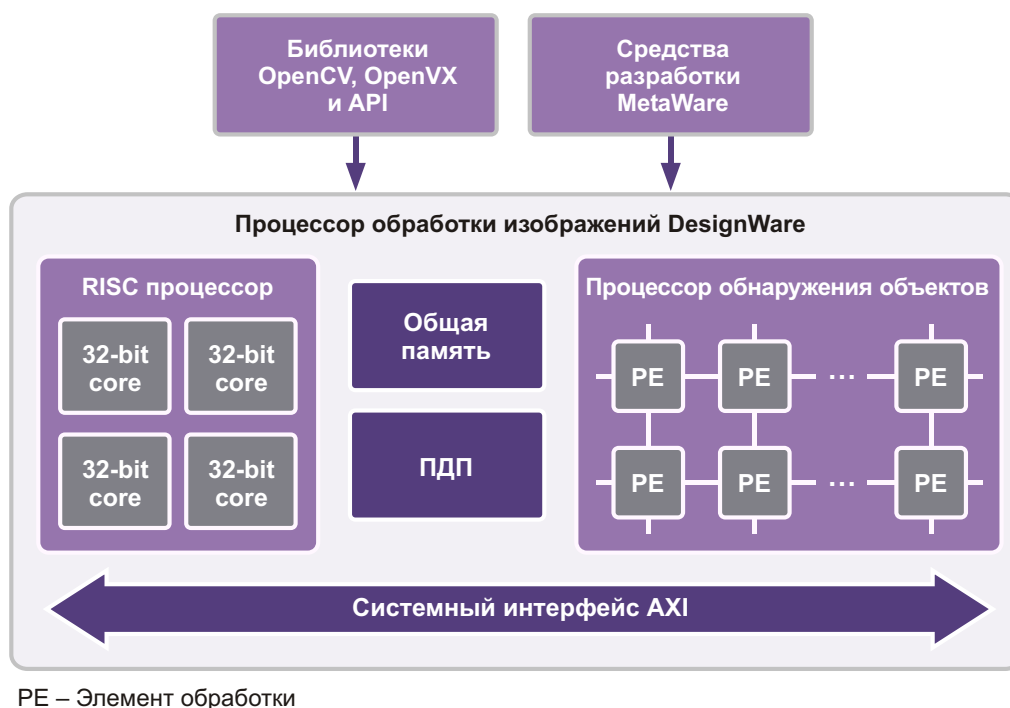 Библиотеки
OpenCV, OpenVX
и API
Средства
разработки
MetaWare
Процессор обработки изображений DesignWare
RISC процессор
32-bit
core
32-bit
core
32-bit
core
32-bit
core
Общая
память
ПДП
Процессор обнаружения объектов
PE
PE
...
PE
PE
PE
...
PE
Системный интерфейс AXI
PE – Элемент обработки